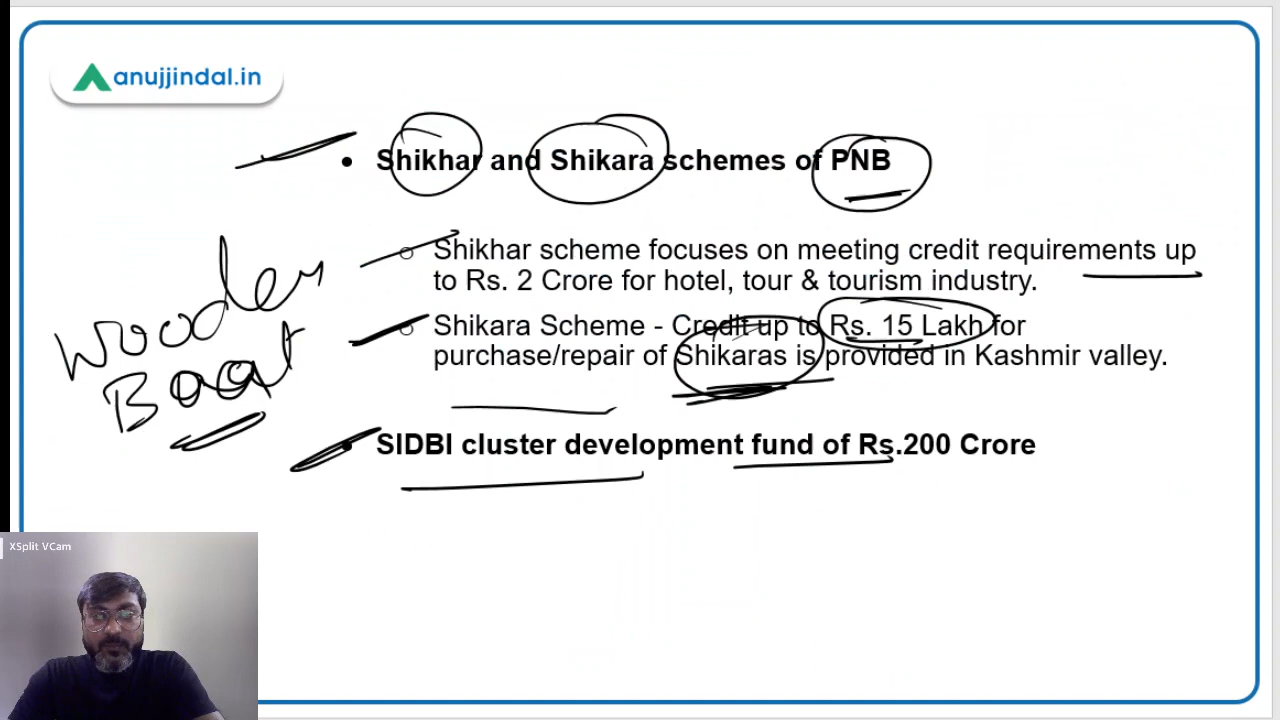 anujjindal.in
• Shikhar and Shikara schemes of PNB
○ Shikhar scheme focuses on meeting credit requirements up
to Rs. 2 Crore for hotel, tour & tourism industry.
○ Shikara Scheme - Credit up to Rs. 15 Lakh for
purchase/repair of Shikaras is provided in Kashmir valley.
Wooden
Boat
• SIDBI cluster development fund of Rs.200 Crore
XSplit VCam